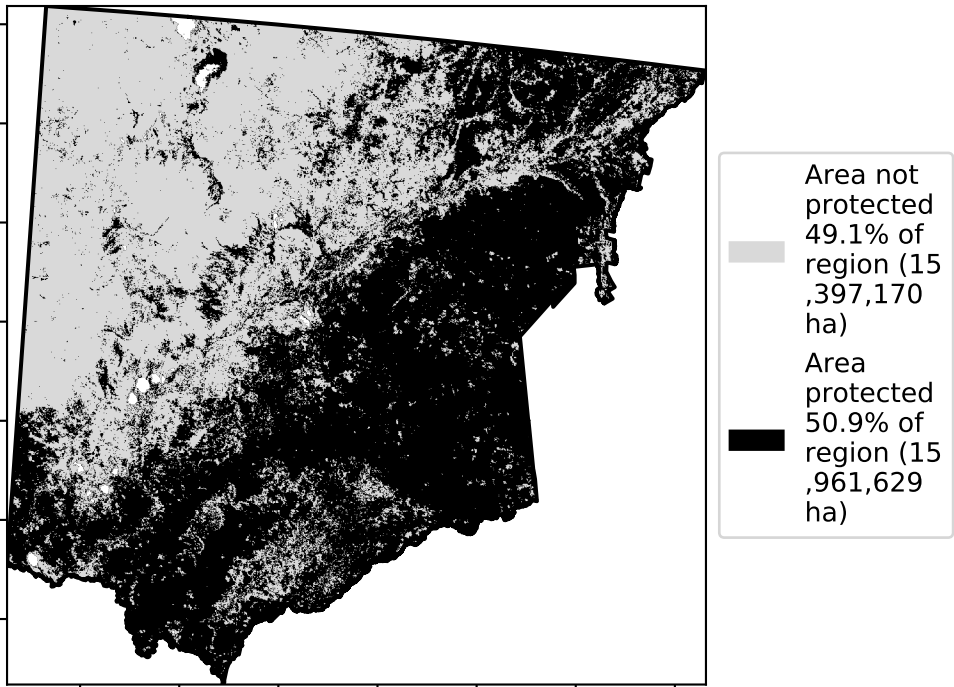 Area not
protected
49.1% of
region (15
,397,170
ha)
Area
protected
50.9% of
region (15
,961,629
ha)